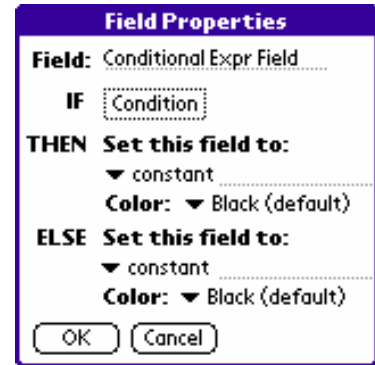 Field Properties
Field: Conditional Expr Field
IF Condition
THEN Set this field to:
constant
Color: Black (default)
ELSE Set this field to:
constant
Color: Black (default)
OK Cancel